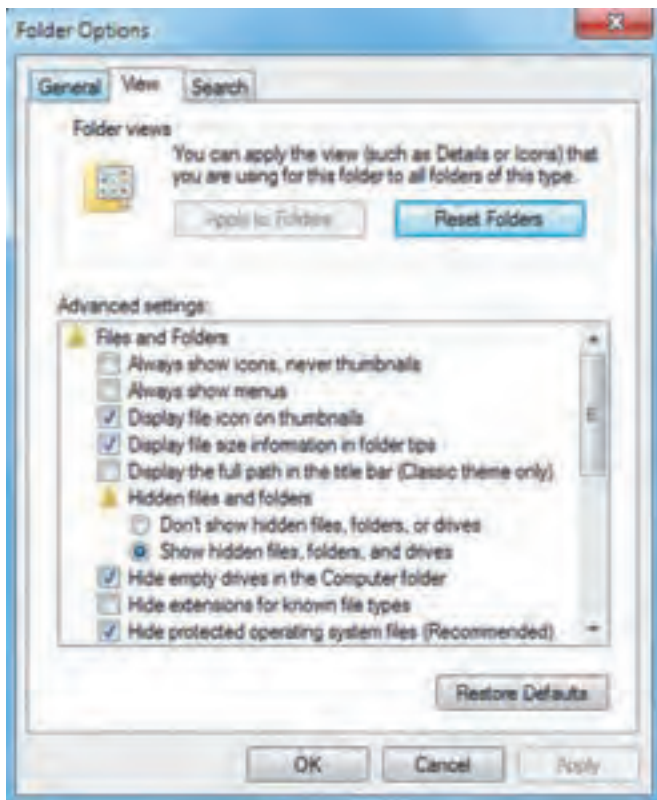 Folder Options
General View Search
Folder views
You can apply the view (such as Details or Icons) that
you are using for this folder to all folders of this type.
Apply to Folders Reset Folders
Advanced settings:
Files and Folders
Always show icons, never thumbnails
Always show menus
Display file icon on thumbnails
Display file size information in folder tips
Display the full path in the title bar (Classic theme only)
Hidden files and folders
Don't show hidden files, folders, or drives
Show hidden files, folders, and drives
Hide empty drives in the Computer folder
Hide extensions for known file types
Hide protected operating system files (Recommended)
Restore Defaults
OK Cancel Apply